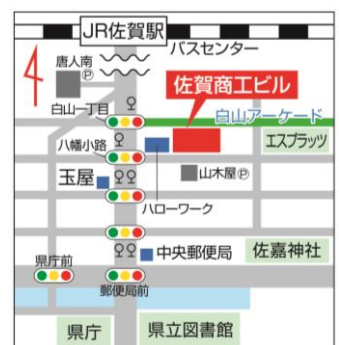 JR佐賀駅
バスセンター
唐人南
Ⓟ
佐賀商工ビル
白山一丁目
白山アーケード
八幡小路
エスプラッツ
玉屋
山木屋Ⓟ
ハローワーク
中央郵便局
佐嘉神社
県庁前
郵便局前
県庁
県立図書館